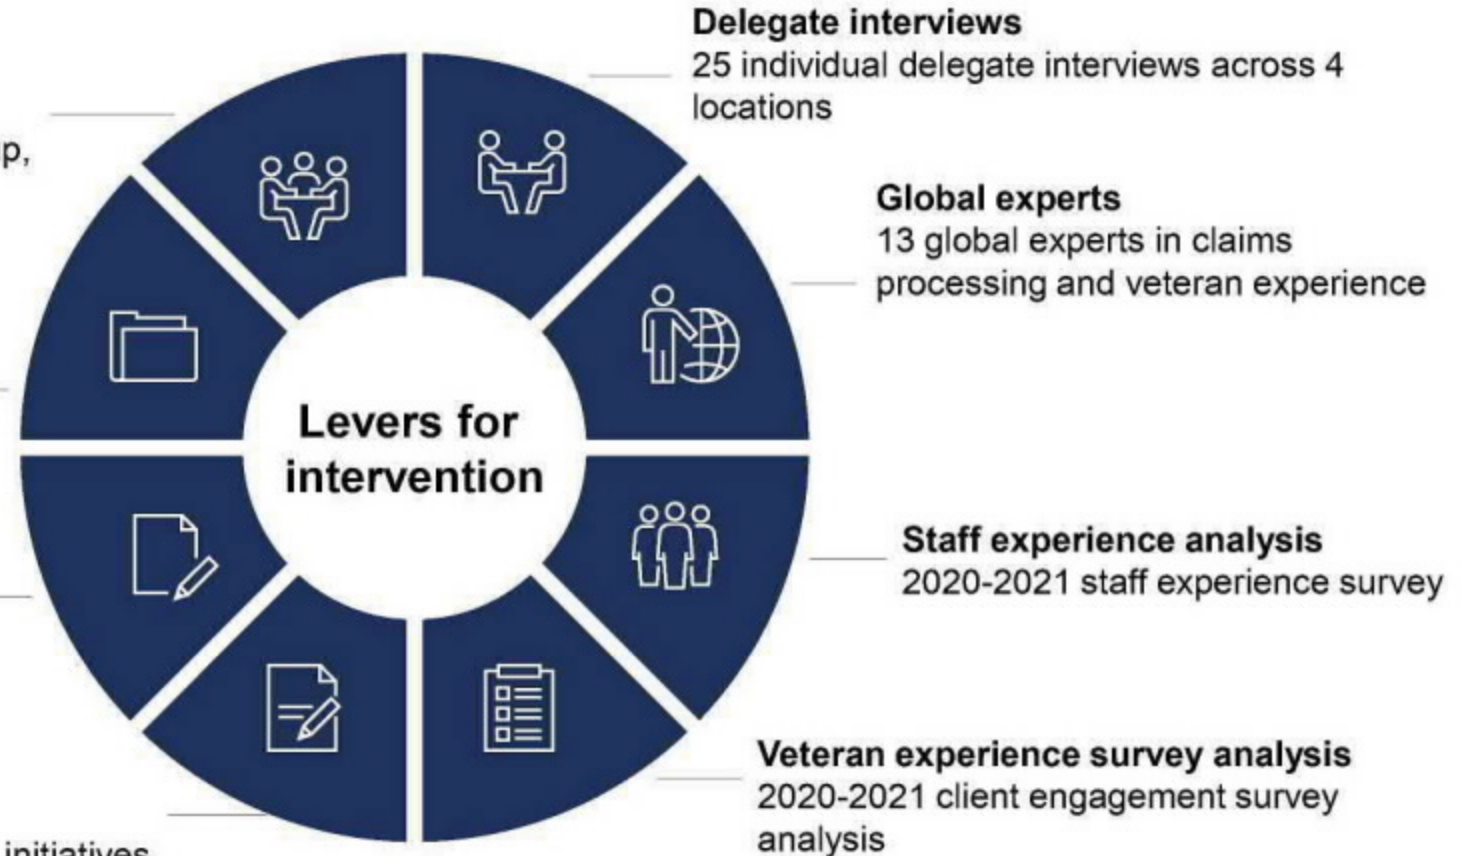 Delegate interviews
25 individual delegate interviews across 4
locations
p,
Global experts
13 global experts in claims
processing and veteran experience
Levers for
intervention
Staff experience analysis
2020-2021 staff experience survey
Veteran experience survey analysis
2020-2021 client engagement survey
analysis
initiatives